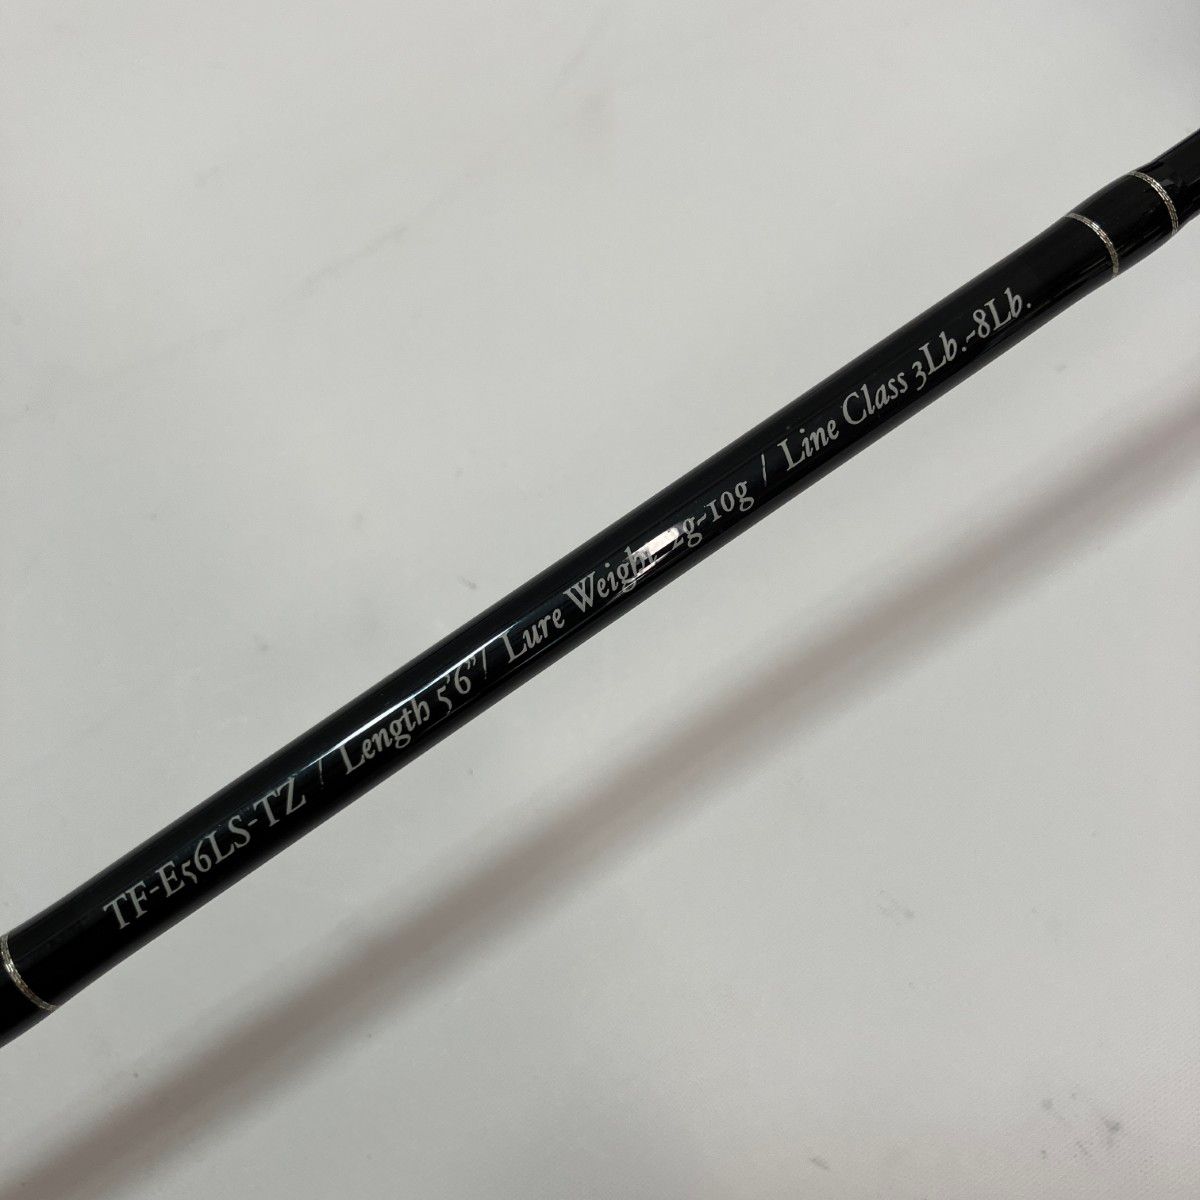 TF-E56LS-TZ / Length 5'6"/ Lure Weight 2g-10g / Line Class 3Lb.-8Lb.